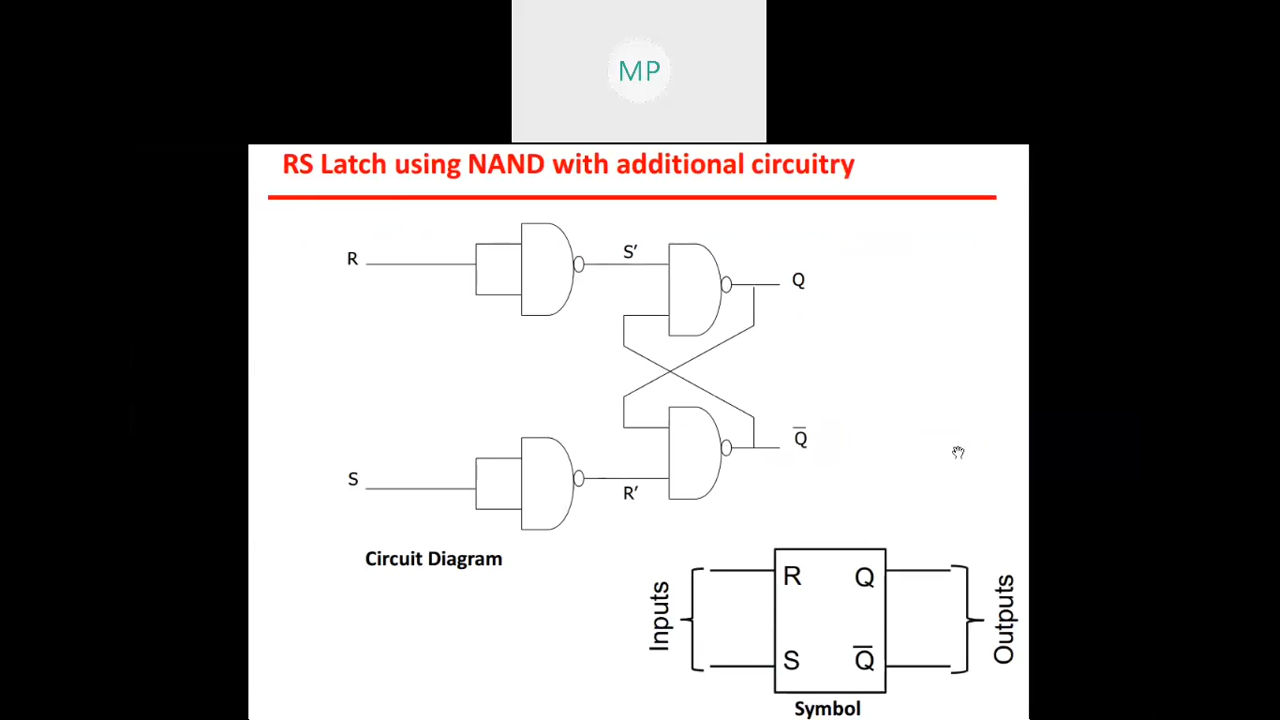 MP
RS Latch using NAND with additional circuitry
R
S’
Q
S
R’
Q̅
Circuit Diagram
Inputs
R Q
S Q̅
Outputs
Symbol